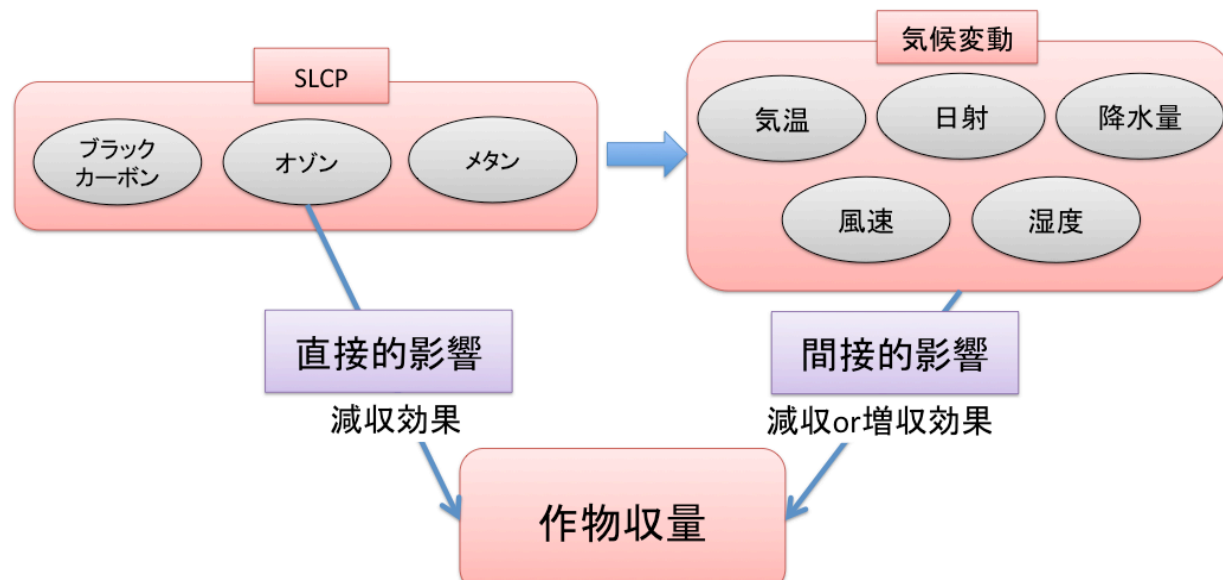 SLCP
ブラック
カーボン
オゾン
メタン
気候変動
気温
日射
降水量
風速
湿度
直接的影響
減収効果
間接的影響
減収or増収効果
作物収量